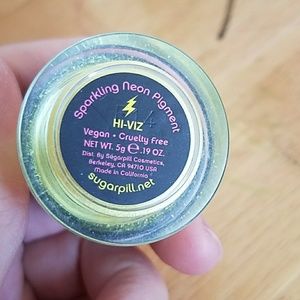 Sparkling Neon Pigment
HI-VIZ
Vegan • Cruelty Free
NET WT. 5g ℮ .19 OZ.
Dist. By Sugarpill Cosmetics,
Berkeley, CA 94710 USA
Made in California
sugarpill.net